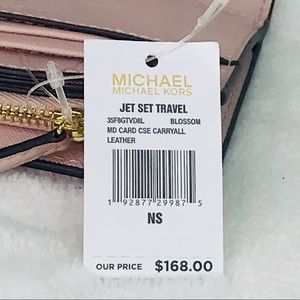 MICHAEL
MICHAEL KORS
JET SET TRAVEL
35F8GTVD8L BLOSSOM
MD CARD CSE CARRYALL
LEATHER
1 92877 29987 5
NS
OUR PRICE $168.00